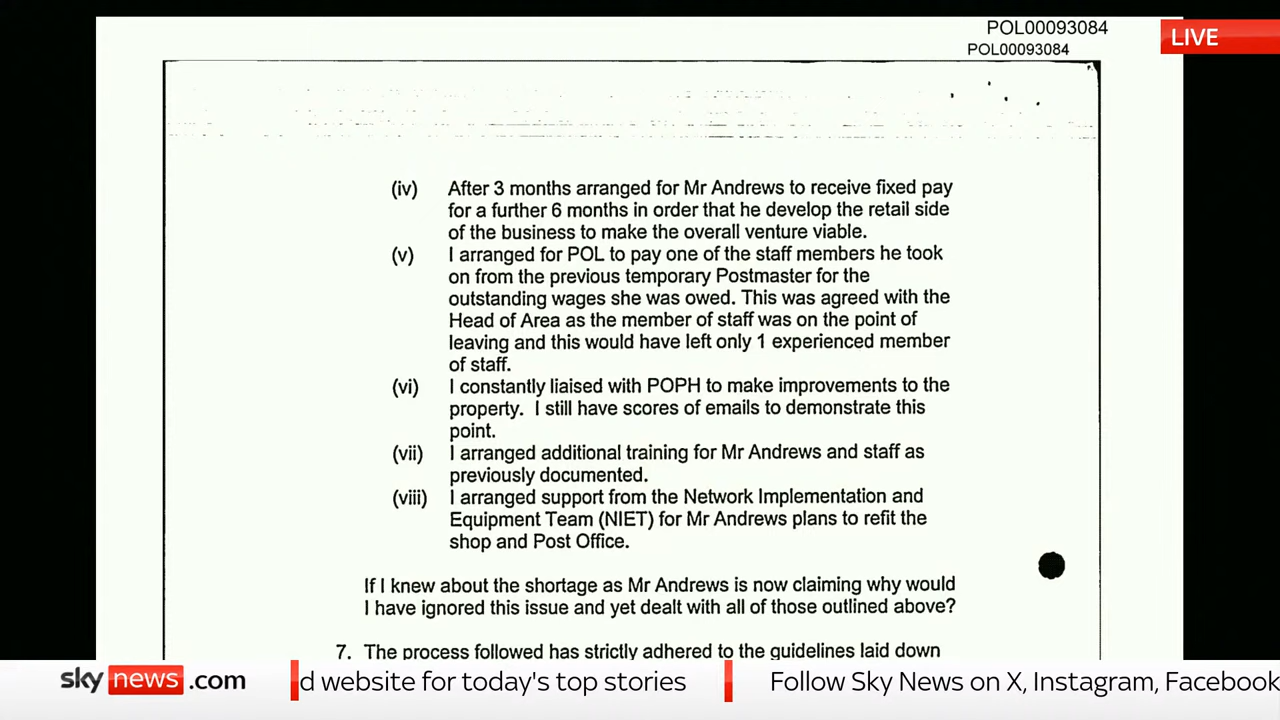 POL00093084
POL00093084
LIVE
(iv) After 3 months arranged for Mr Andrews to receive fixed pay
for a further 6 months in order that he develop the retail side
of the business to make the overall venture viable.
(v) I arranged for POL to pay one of the staff members he took
on from the previous temporary Postmaster for the
outstanding wages she was owed. This was agreed with the
Head of Area as the member of staff was on the point of
leaving and this would have left only 1 experienced member
of staff.
(vi) I constantly liaised with POPH to make improvements to the
property. I still have scores of emails to demonstrate this
point.
(vii) I arranged additional training for Mr Andrews and staff as
previously documented.
(viii) I arranged support from the Network Implementation and
Equipment Team (NIET) for Mr Andrews plans to refit the
shop and Post Office.
If I knew about the shortage as Mr Andrews is now claiming why would
I have ignored this issue and yet dealt with all of those outlined above?
7. The process followed has strictly adhered to the guidelines laid down
sky news .com
d website for today's top stories
Follow Sky News on X, Instagram, Facebook